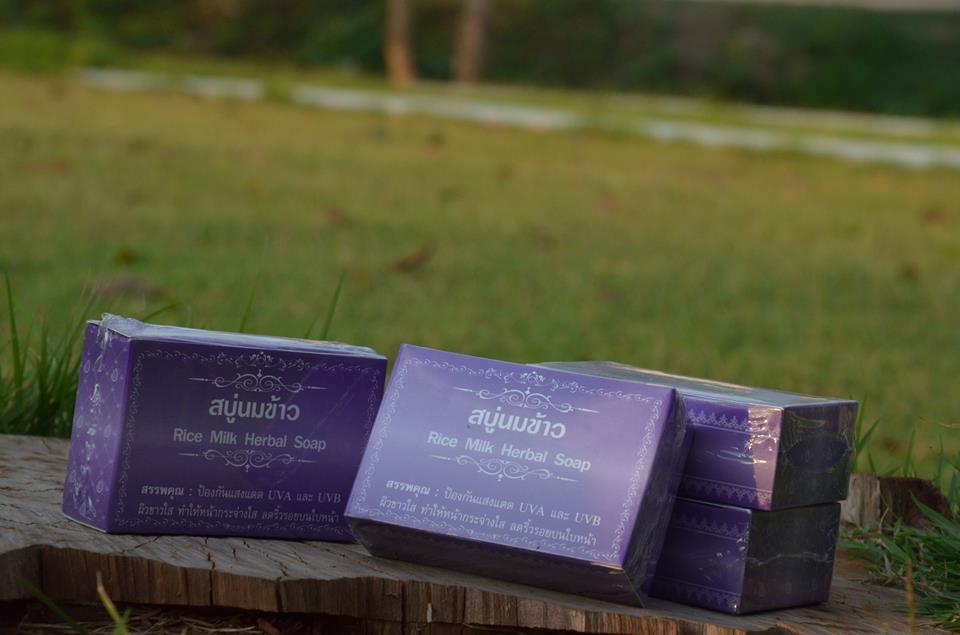 สบู่นมข้าว
Rice Milk Herbal Soap
สรรพคุณ : ป้องกันแสงแดด UVA และ UVB
ผิวขาวใส ทำให้หน้ากระจ่างใส ลดริ้วรอยบนใบหน้า
สบู่นมข้าว
Rice Milk Herbal Soap
สรรพคุณ : ป้องกันแสงแดด UVA และ UVB
ผิวขาวใส ทำให้หน้ากระจ่างใส ลดริ้วรอยบนใบหน้า